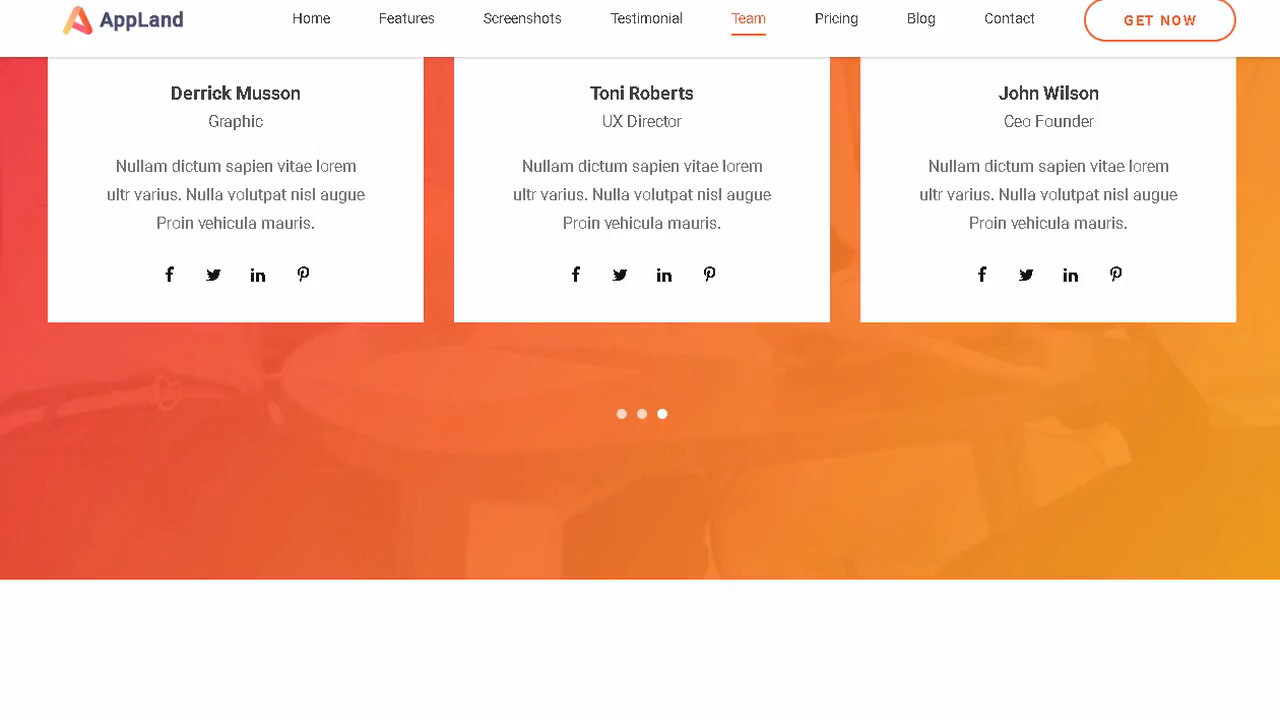 AppLand
Home Features Screenshots Testimonial Team Pricing Blog Contact GET NOW
Derrick Musson
Graphic
Nullam dictum sapien vitae lorem
ultr varius. Nulla volutpat nisl augue
Proin vehicula mauris.
Toni Roberts
UX Director
Nullam dictum sapien vitae lorem
ultr varius. Nulla volutpat nisl augue
Proin vehicula mauris.
John Wilson
Ceo Founder
Nullam dictum sapien vitae lorem
ultr varius. Nulla volutpat nisl augue
Proin vehicula mauris.